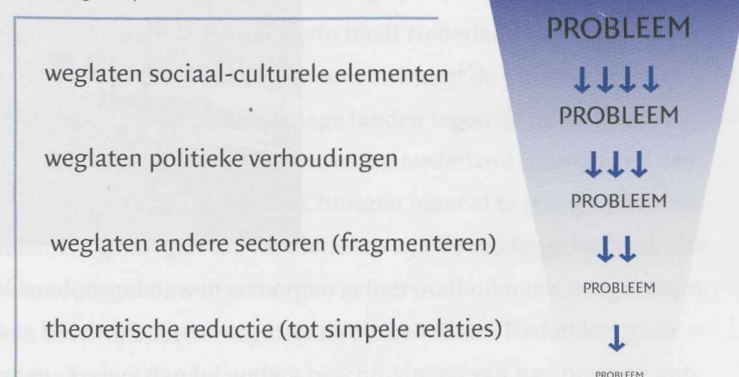 PROBLEEM
weglaten sociaal-culturele elementen
PROBLEEM
weglaten politieke verhoudingen
PROBLEEM
weglaten andere sectoren (fragmenteren)
PROBLEEM
theoretische reductie (tot simpele relaties)
PROBLEEM